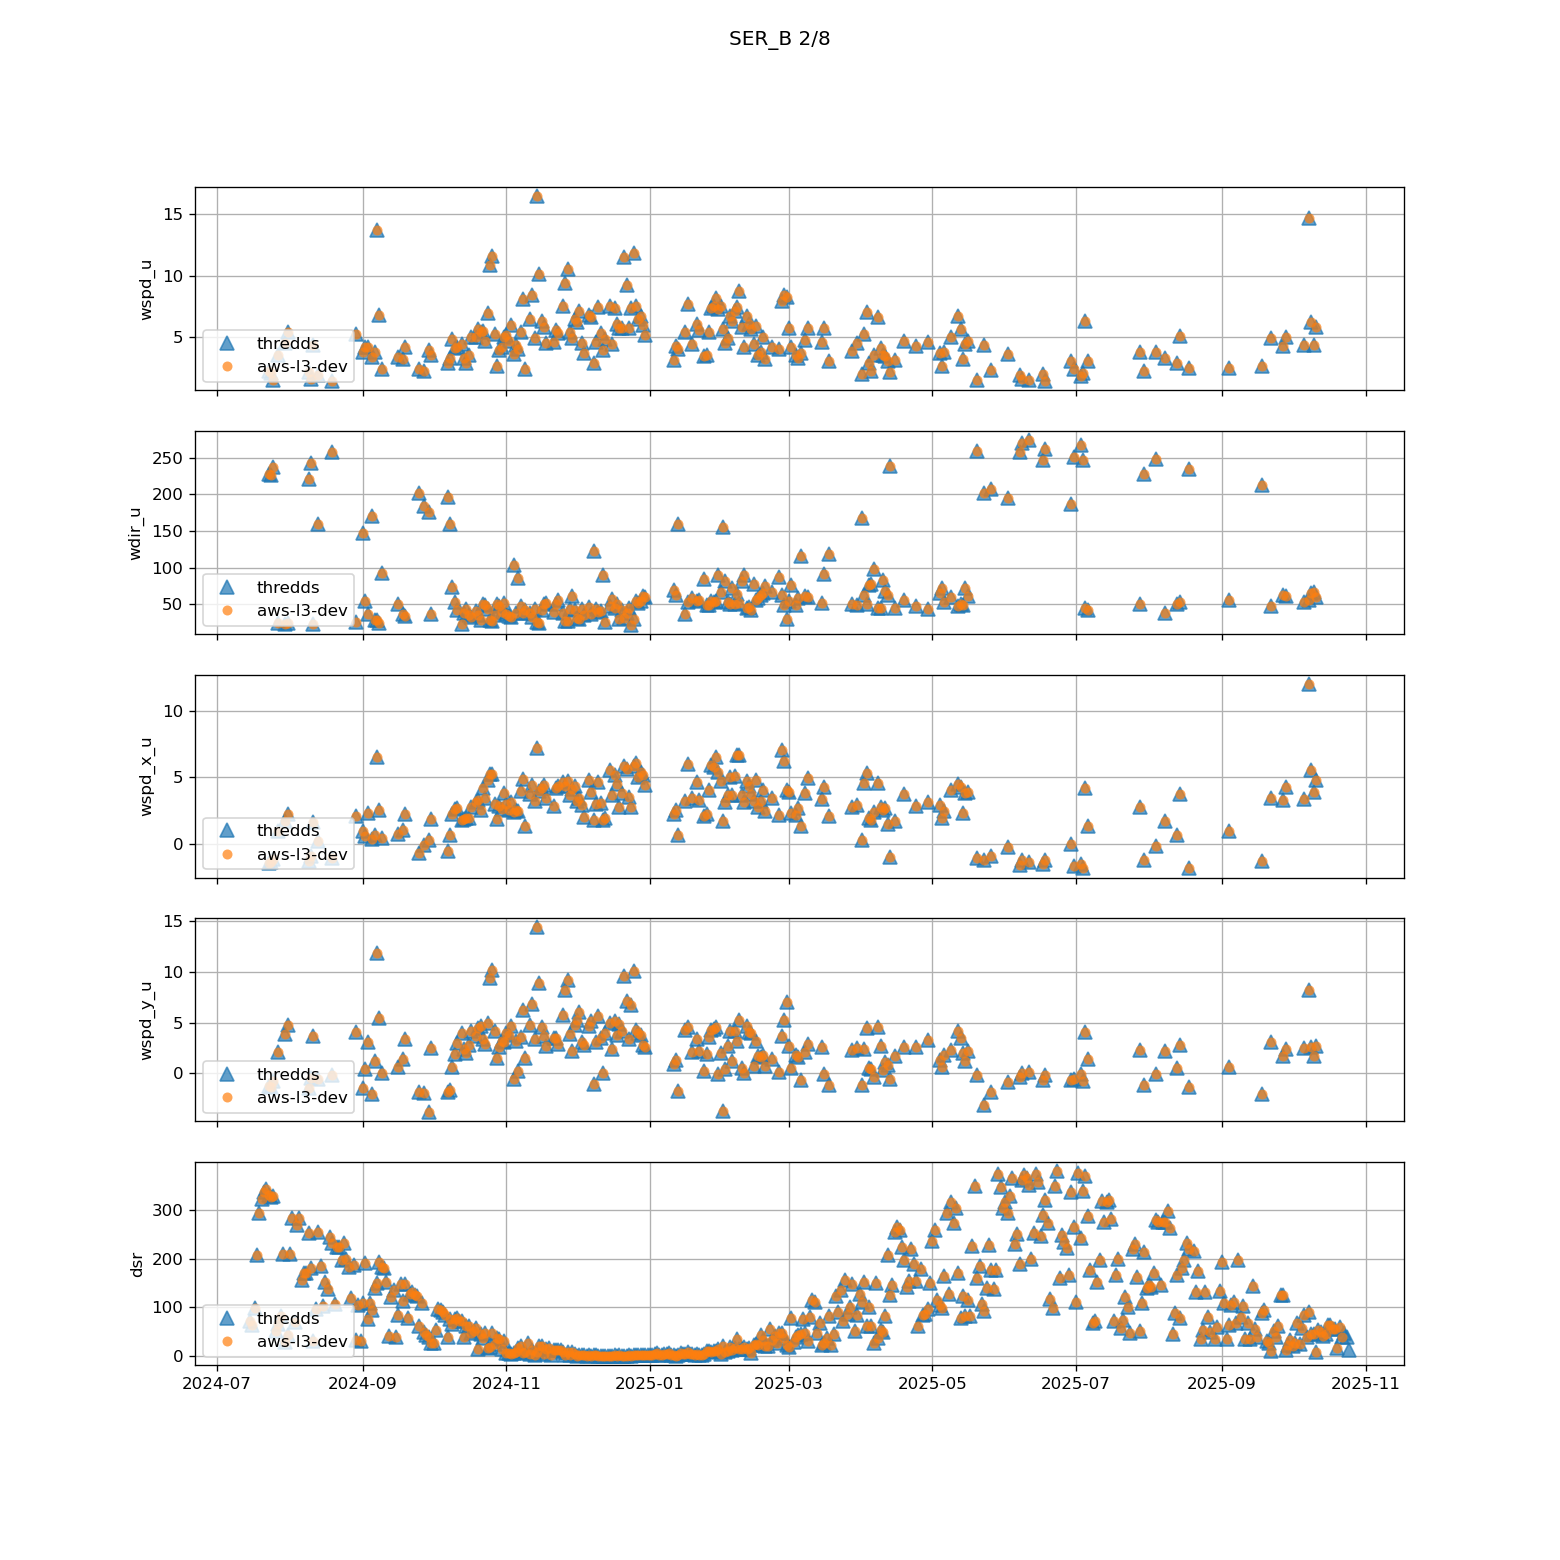 SER_B 2/8
wspd_u
15
10
5
thredds
aws-l3-dev
wdir_u
250
200
150
100
50
thredds
aws-l3-dev
wspd_x_u
10
5
0
thredds
aws-l3-dev
wspd_y_u
15
10
5
0
thredds
aws-l3-dev
dsr
300
200
100
0
thredds
aws-l3-dev
2024-07 2024-09 2024-11 2025-01 2025-03 2025-05 2025-07 2025-09 2025-11